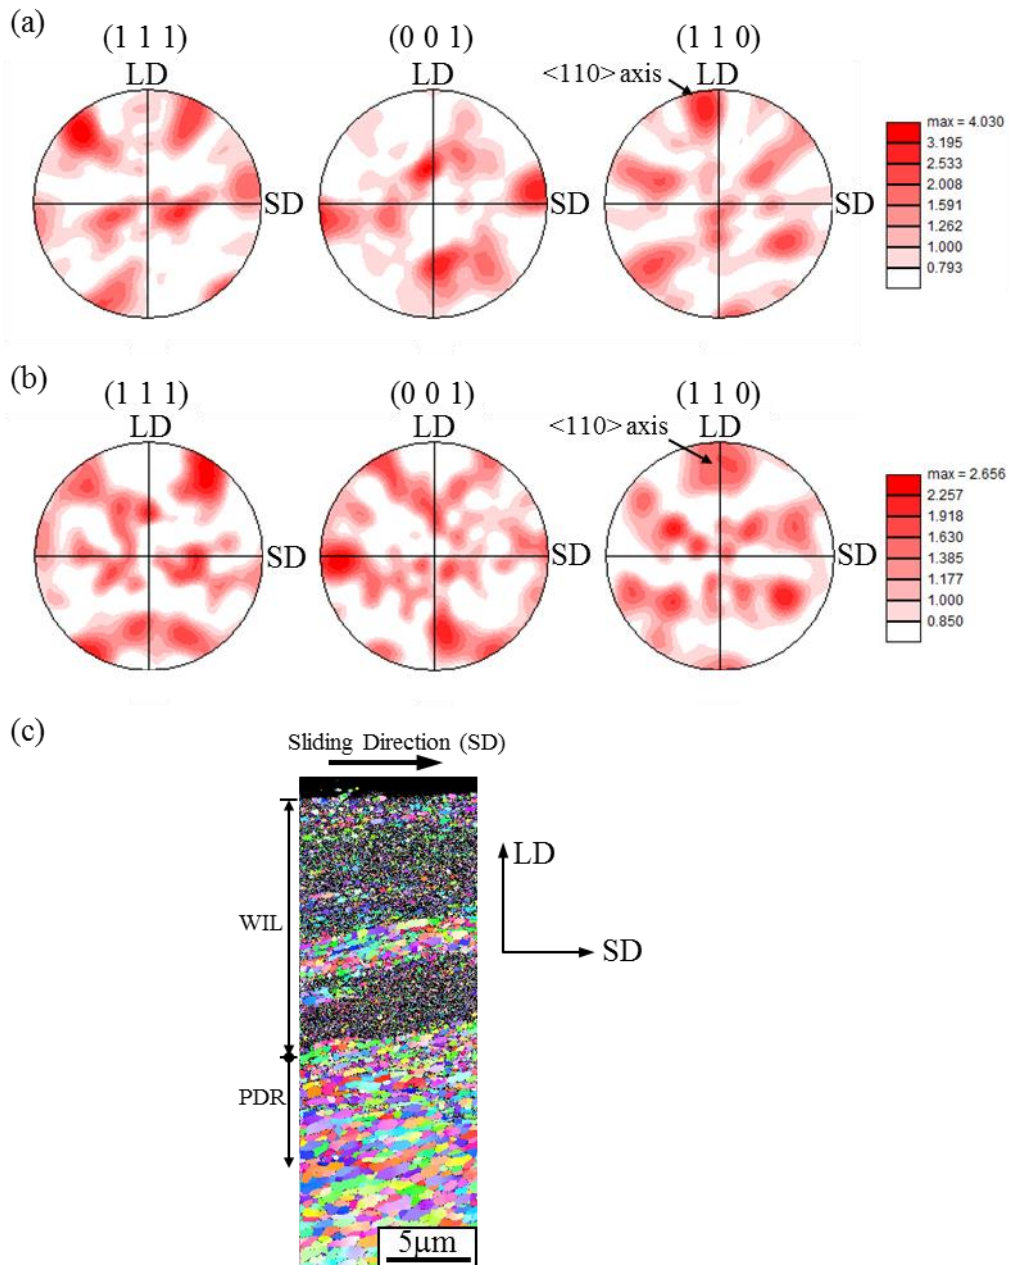 (a)
(1 1 1)
LD
SD
(0 0 1)
LD
SD
(1 1 0)
LD
<110> axis
SD
max = 4.030
3.195
2.533
2.008
1.591
1.262
1.000
0.793
(b)
(1 1 1)
LD
SD
(0 0 1)
LD
SD
(1 1 0)
LD
<110> axis
SD
max = 2.656
2.257
1.918
1.630
1.385
1.177
1.000
0.850
(c)
Sliding Direction (SD)
WIL
PDR
LD
SD
5μm